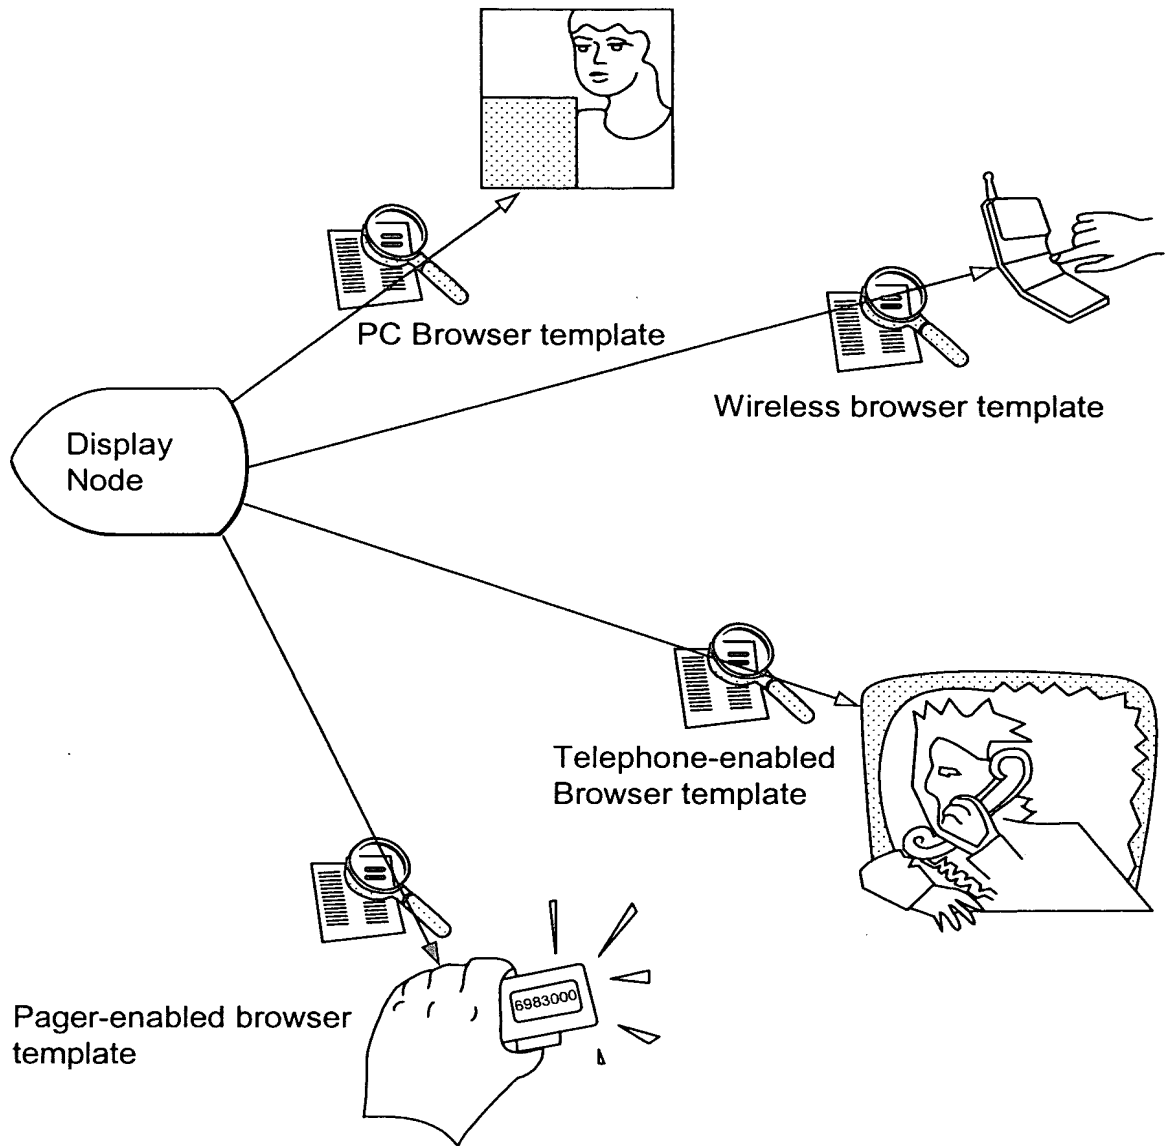 PC Browser template
Wireless browser template
Display
Node
Telephone-enabled
Browser template
6983000
Pager-enabled browser
template